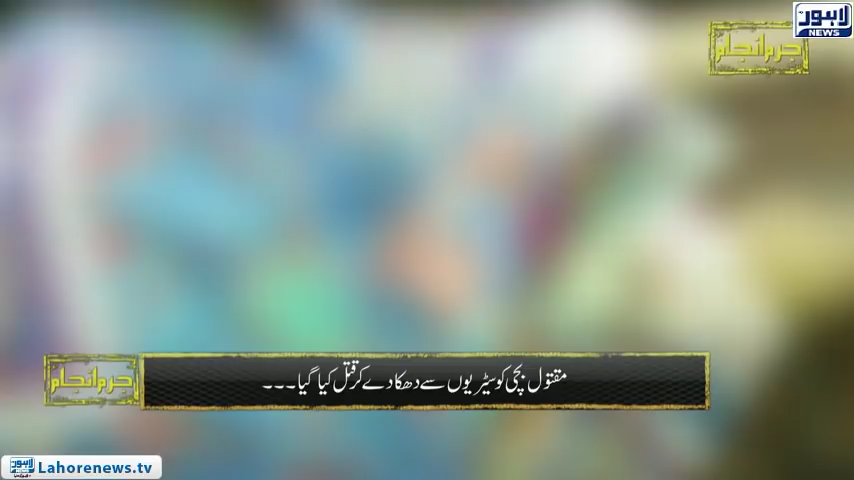 لاہور
NEWS
جرم انجام
مقتول بچی کو سیڑیوں سے دھکا دے کر قتل کیا گیا ---
جرم انجام
لاہور Lahorenews.tv